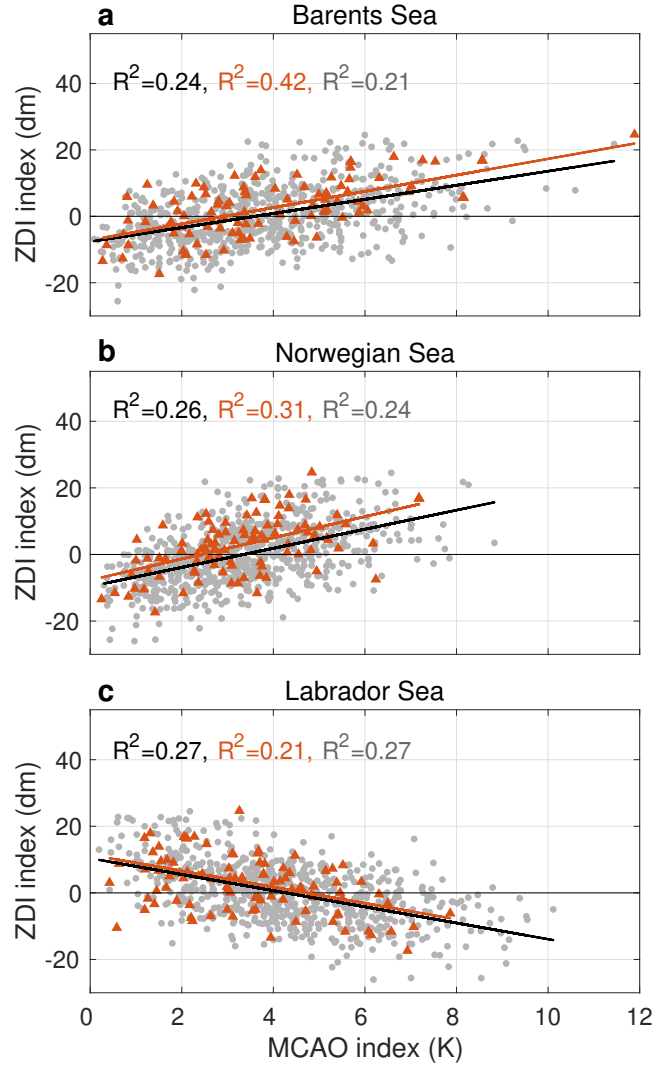 a Barents Sea
R²=0.24, R²=0.42, R²=0.21
40
20
0
-20
ZDI index (dm)
b Norwegian Sea
R²=0.26, R²=0.31, R²=0.24
40
20
0
-20
ZDI index (dm)
c Labrador Sea
R²=0.27, R²=0.21, R²=0.27
40
20
0
-20
ZDI index (dm)
0 2 4 6 8 10 12
MCAO index (K)